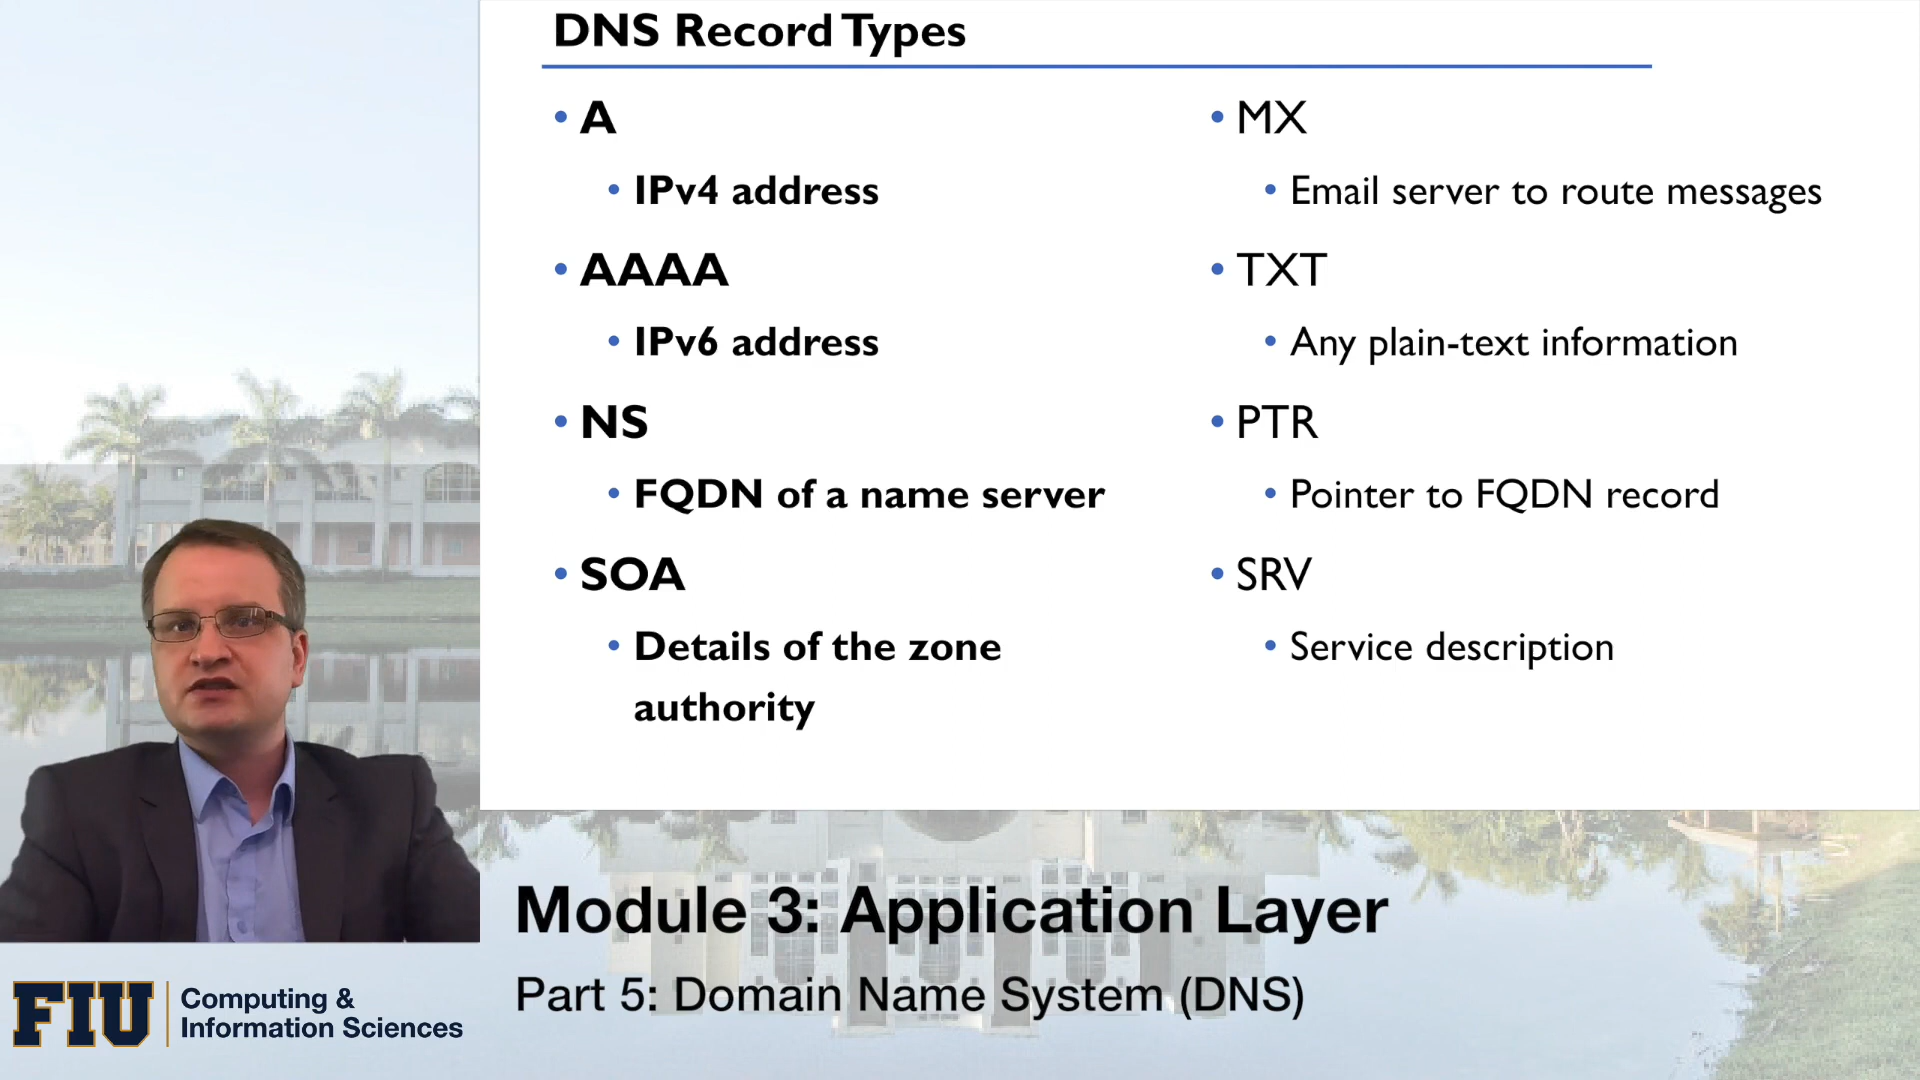 DNS Record Types
• A
• IPv4 address
• AAAA
• IPv6 address
• NS
• FQDN of a name server
• SOA
• Details of the zone
authority
• MX
• Email server to route messages
• TXT
• Any plain-text information
• PTR
• Pointer to FQDN record
• SRV
• Service description
Module 3: Application Layer
Part 5: Domain Name System (DNS)
FIU
Computing &
Information Sciences